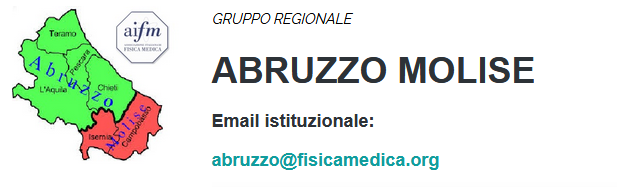 GRUPPO REGIONALE
ABRUZZO MOLISE
Email istituzionale:
abruzzo@fisicamedica.org
Teramo
aifm
FISICA MEDICA
Pescara
Abruzzo
L'Aquila
Chieti
Isernia
Molise
Campobasso